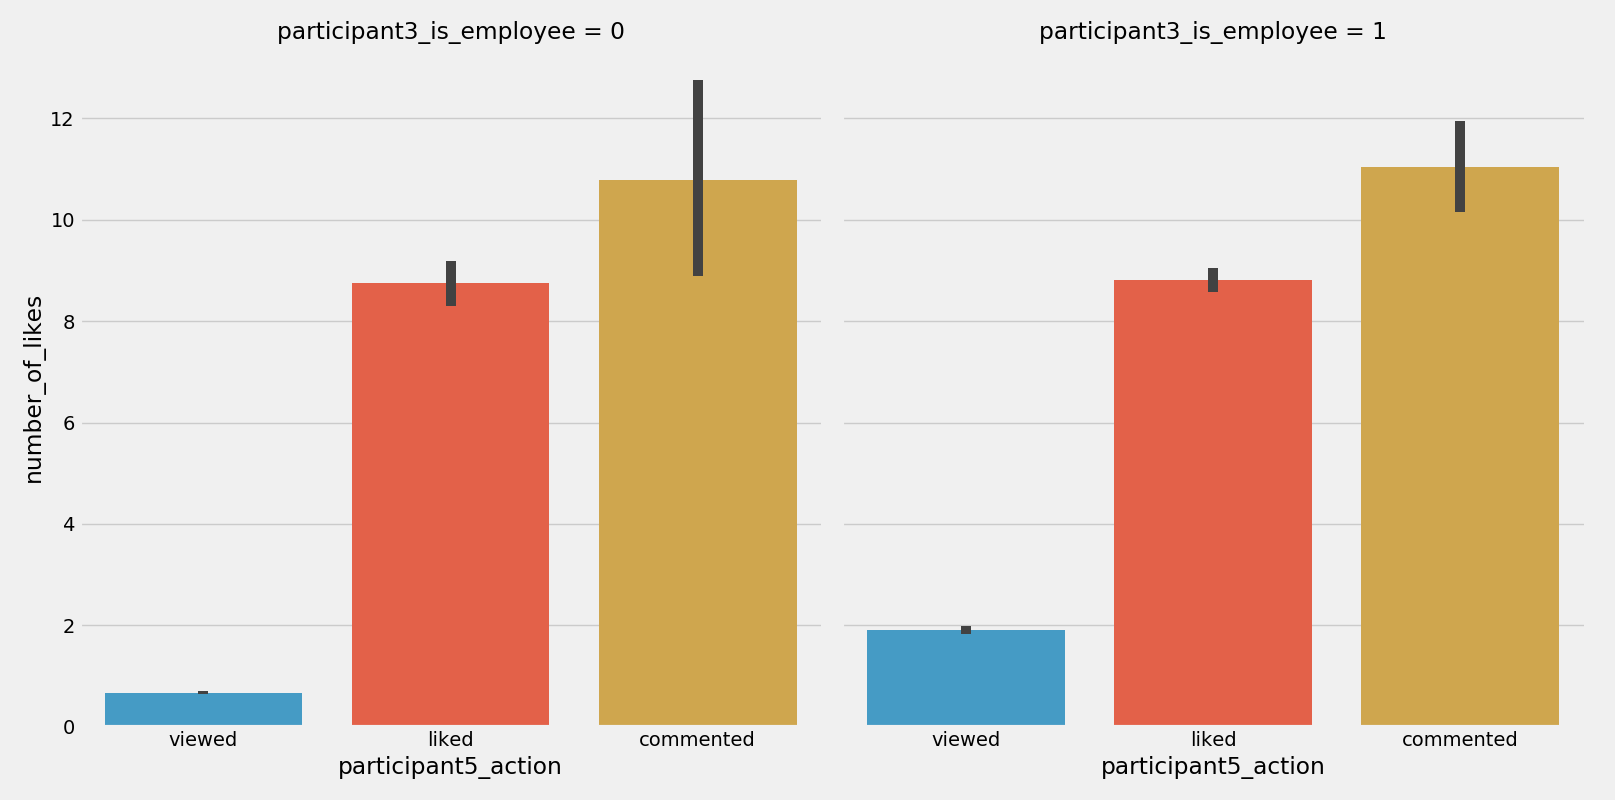 participant3_is_employee = 0
participant3_is_employee = 1
number_of_likes
12
10
8
6
4
2
0
viewed
liked
commented
viewed
liked
commented
participant5_action
participant5_action